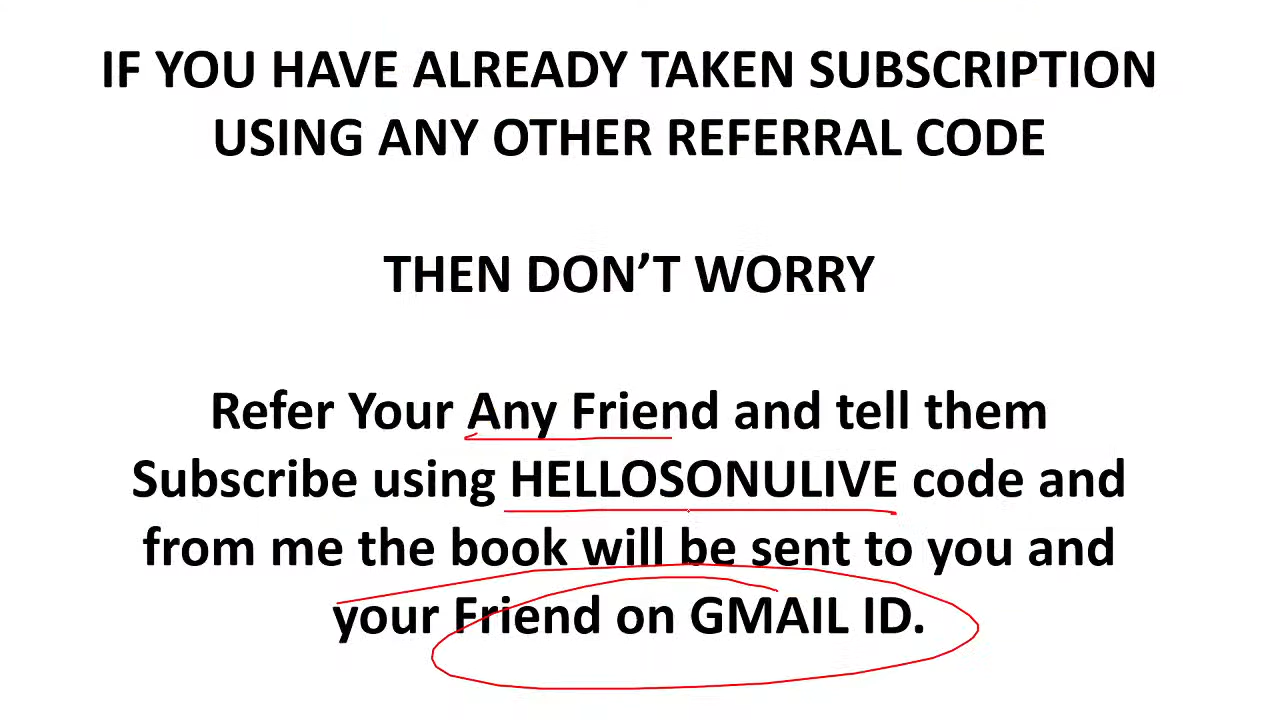 IF YOU HAVE ALREADY TAKEN SUBSCRIPTION
USING ANY OTHER REFERRAL CODE
THEN DON’T WORRY
Refer Your Any Friend and tell them
Subscribe using HELLOSONULIVE code and
from me the book will be sent to you and
your Friend on GMAIL ID.